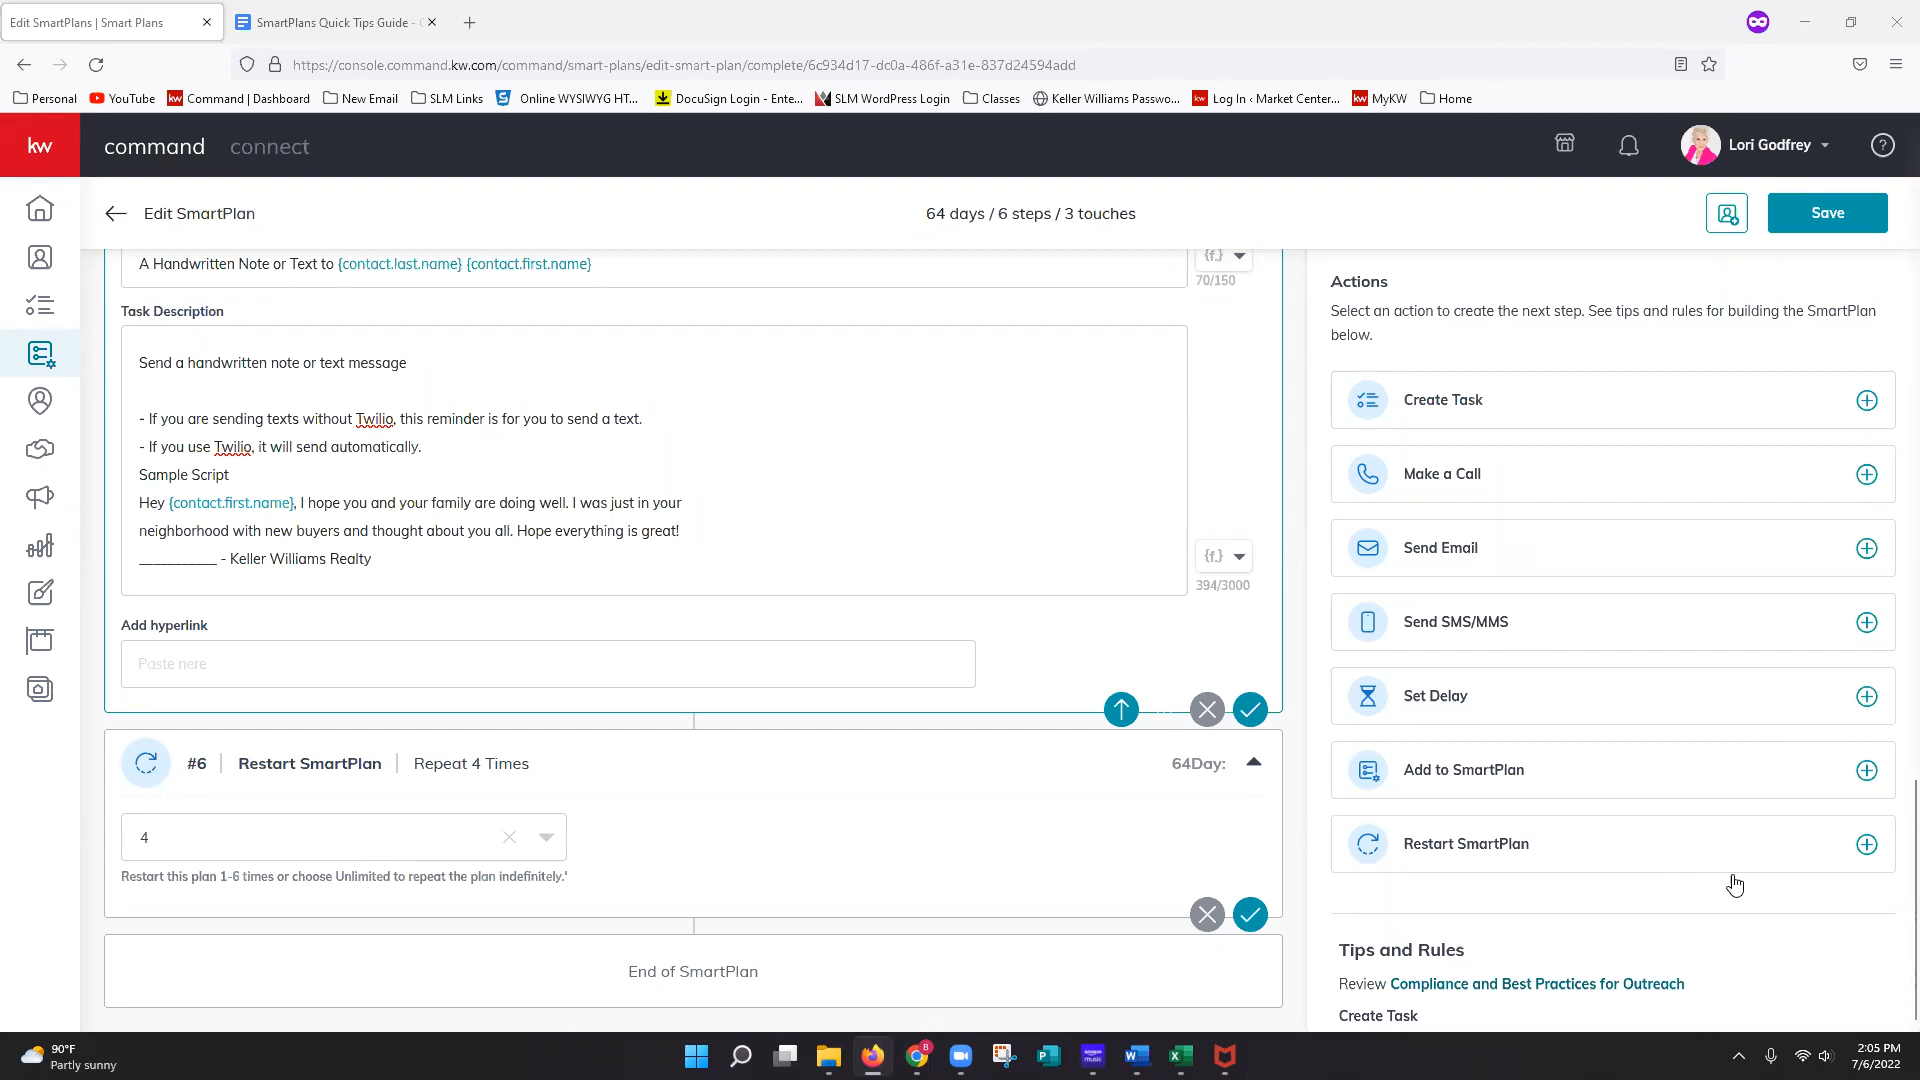 Edit SmartPlans | Smart Plans
SmartPlans Quick Tips Guide -
https://console.command.kw.com/command/smart-plans/edit-smart-plan/complete/6c934d17-dc0a-486f-a31e-837d24594add
Personal YouTube Command | Dashboard New Email SLM Links Online WYSIWYG HT... DocuSign Login - Ente... SLM WordPress Login Classes Keller Williams Passwo... Log In ‹ Market Center... MyKW Home
kw command connect Lori Godfrey
Edit SmartPlan 64 days / 6 steps / 3 touches Save
A Handwritten Note or Text to {contact.last.name} {contact.first.name} {f.}
70/150
Task Description
Send a handwritten note or text message
- If you are sending texts without Twilio, this reminder is for you to send a text.
- If you use Twilio, it will send automatically.
Sample Script
Hey {contact.first.name}, I hope you and your family are doing well. I was just in your
neighborhood with new buyers and thought about you all. Hope everything is great!
___________ - Keller Williams Realty
{f.}
394/3000
Add hyperlink
Paste here
#6 Restart SmartPlan Repeat 4 Times 64Day:
4
Restart this plan 1-6 times or choose Unlimited to repeat the plan indefinitely.'
End of SmartPlan
Actions
Select an action to create the next step. See tips and rules for building the SmartPlan
below.
Create Task
Make a Call
Send Email
Send SMS/MMS
Set Delay
Add to SmartPlan
Restart SmartPlan
Tips and Rules
Review Compliance and Best Practices for Outreach
Create Task
90°F
Partly sunny
2:05 PM
7/6/2022